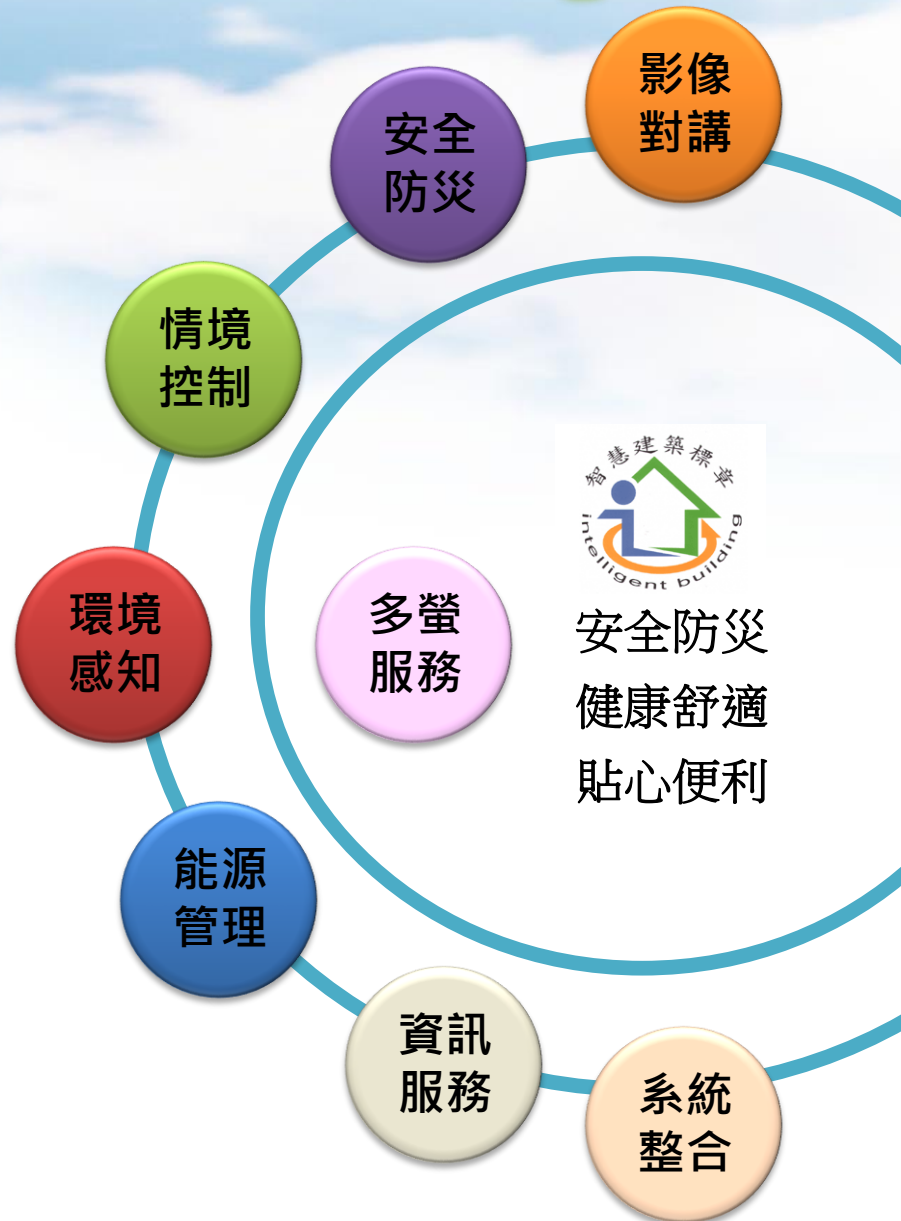 影像
對講
安全
防災
情境
控制
智慧建築標章
intelligent building
環境
感知
多螢
服務
安全防災
健康舒適
貼心便利
能源
管理
資訊
服務
系統
整合